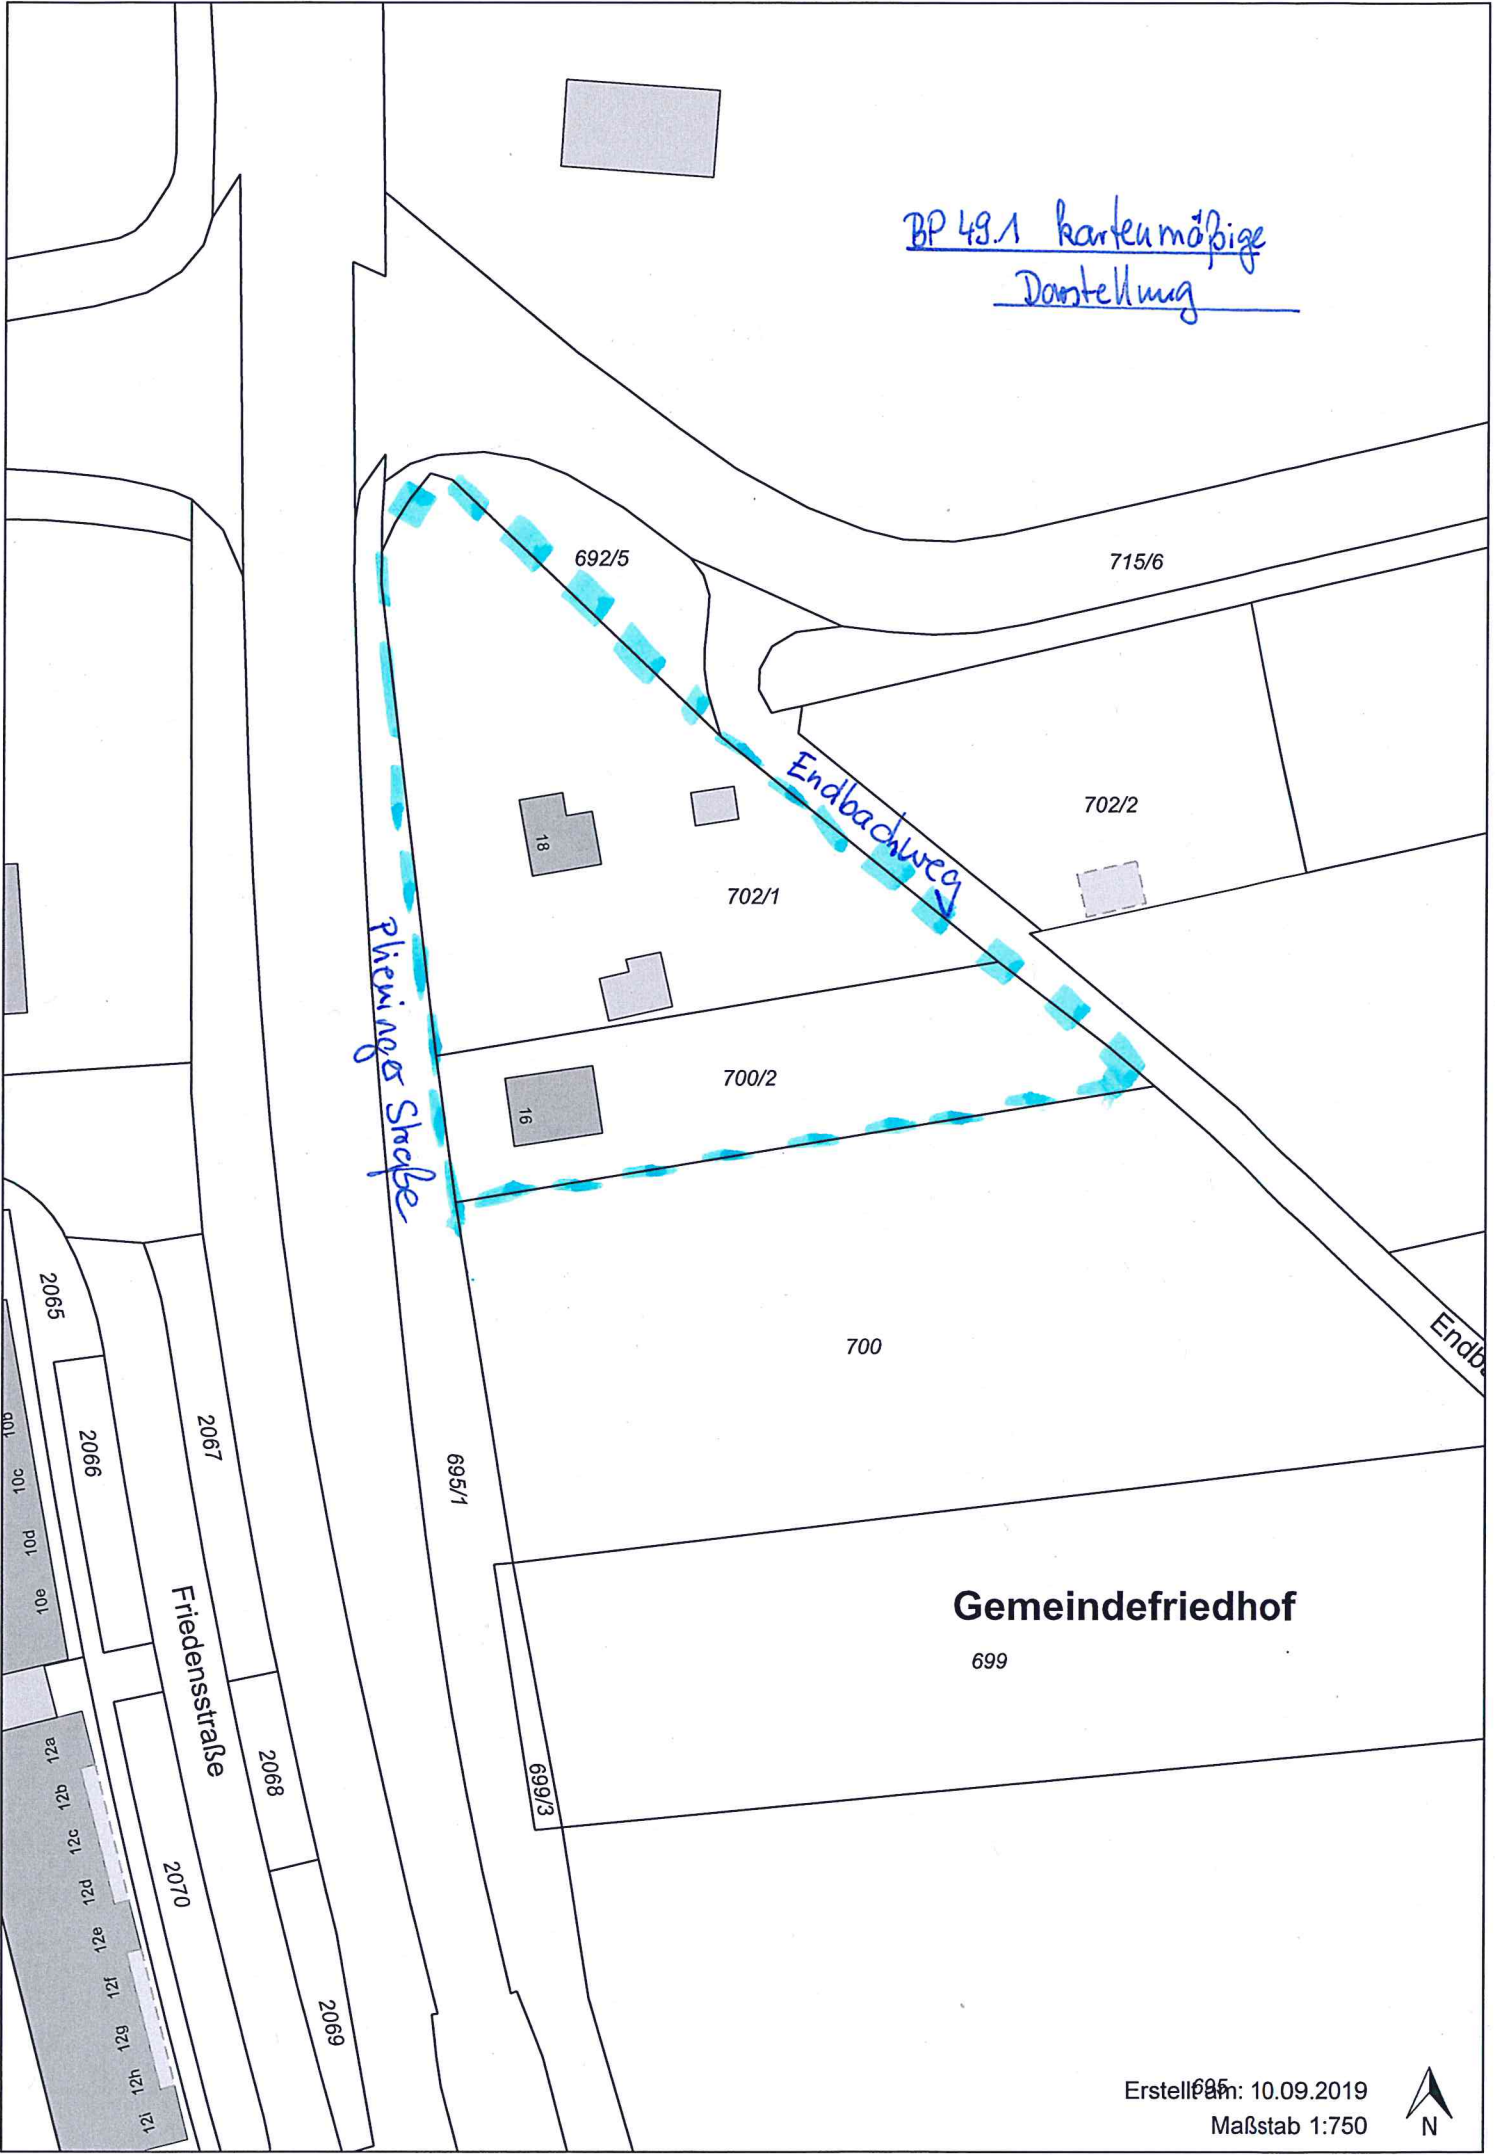 BP 49.1 kartenmäßige
Darstellung
692/5
715/6
Endbachweg
702/2
18
702/1
Plieninger Straße
700/2
16
2065
700
Endb
10b
10c
10d
10e
2066
2067
695/1
Friedensstraße
Gemeindefriedhof
699
12a
12b
12c
12d
12e
12f
12g
12h
12i
2068
699/3
2070
2069
695
Erstellt am: 10.09.2019
Maßstab 1:750
N